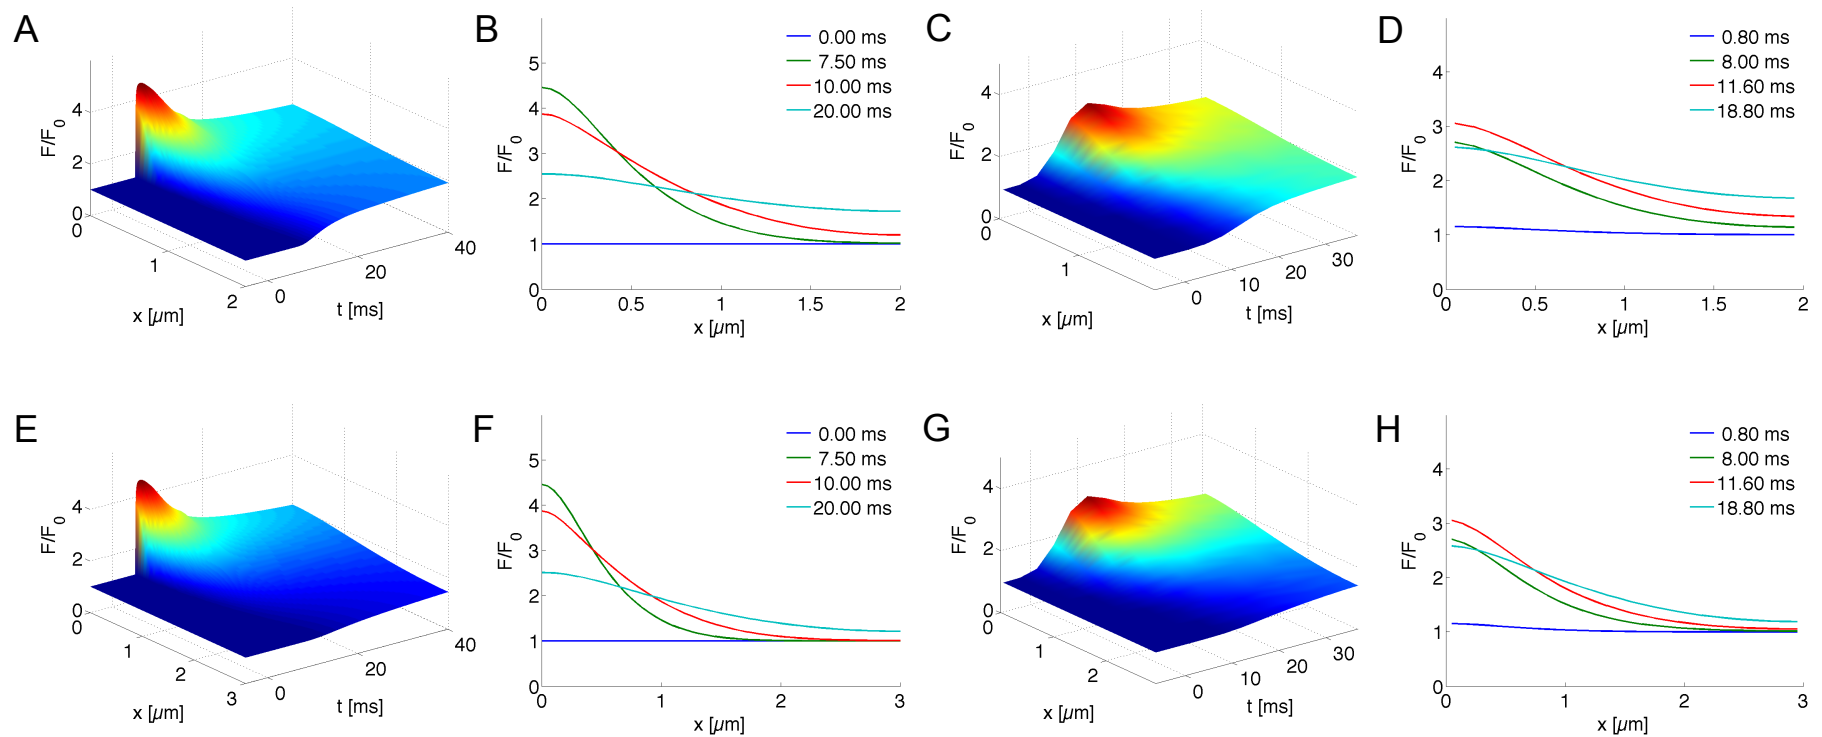 A
F/F0
4
2
0
0
1
2
x [µm]
0
20
40
t [ms]
B
F/F0
5
4
3
2
1
0
0
0.5
1
1.5
2
x [µm]
0.00 ms
7.50 ms
10.00 ms
20.00 ms
C
F/F0
4
2
0
0
1
x [µm]
0
10
20
30
t [ms]
D
F/F0
4
3
2
1
0
0
0.5
1
1.5
2
x [µm]
0.80 ms
8.00 ms
11.60 ms
18.80 ms
E
F/F0
4
2
0
0
1
2
3
x [µm]
0
20
40
t [ms]
F
F/F0
5
4
3
2
1
0
0
1
2
3
x [µm]
0.00 ms
7.50 ms
10.00 ms
20.00 ms
G
F/F0
4
2
0
0
1
2
x [µm]
0
10
20
30
t [ms]
H
F/F0
4
3
2
1
0
0
1
2
3
x [µm]
0.80 ms
8.00 ms
11.60 ms
18.80 ms